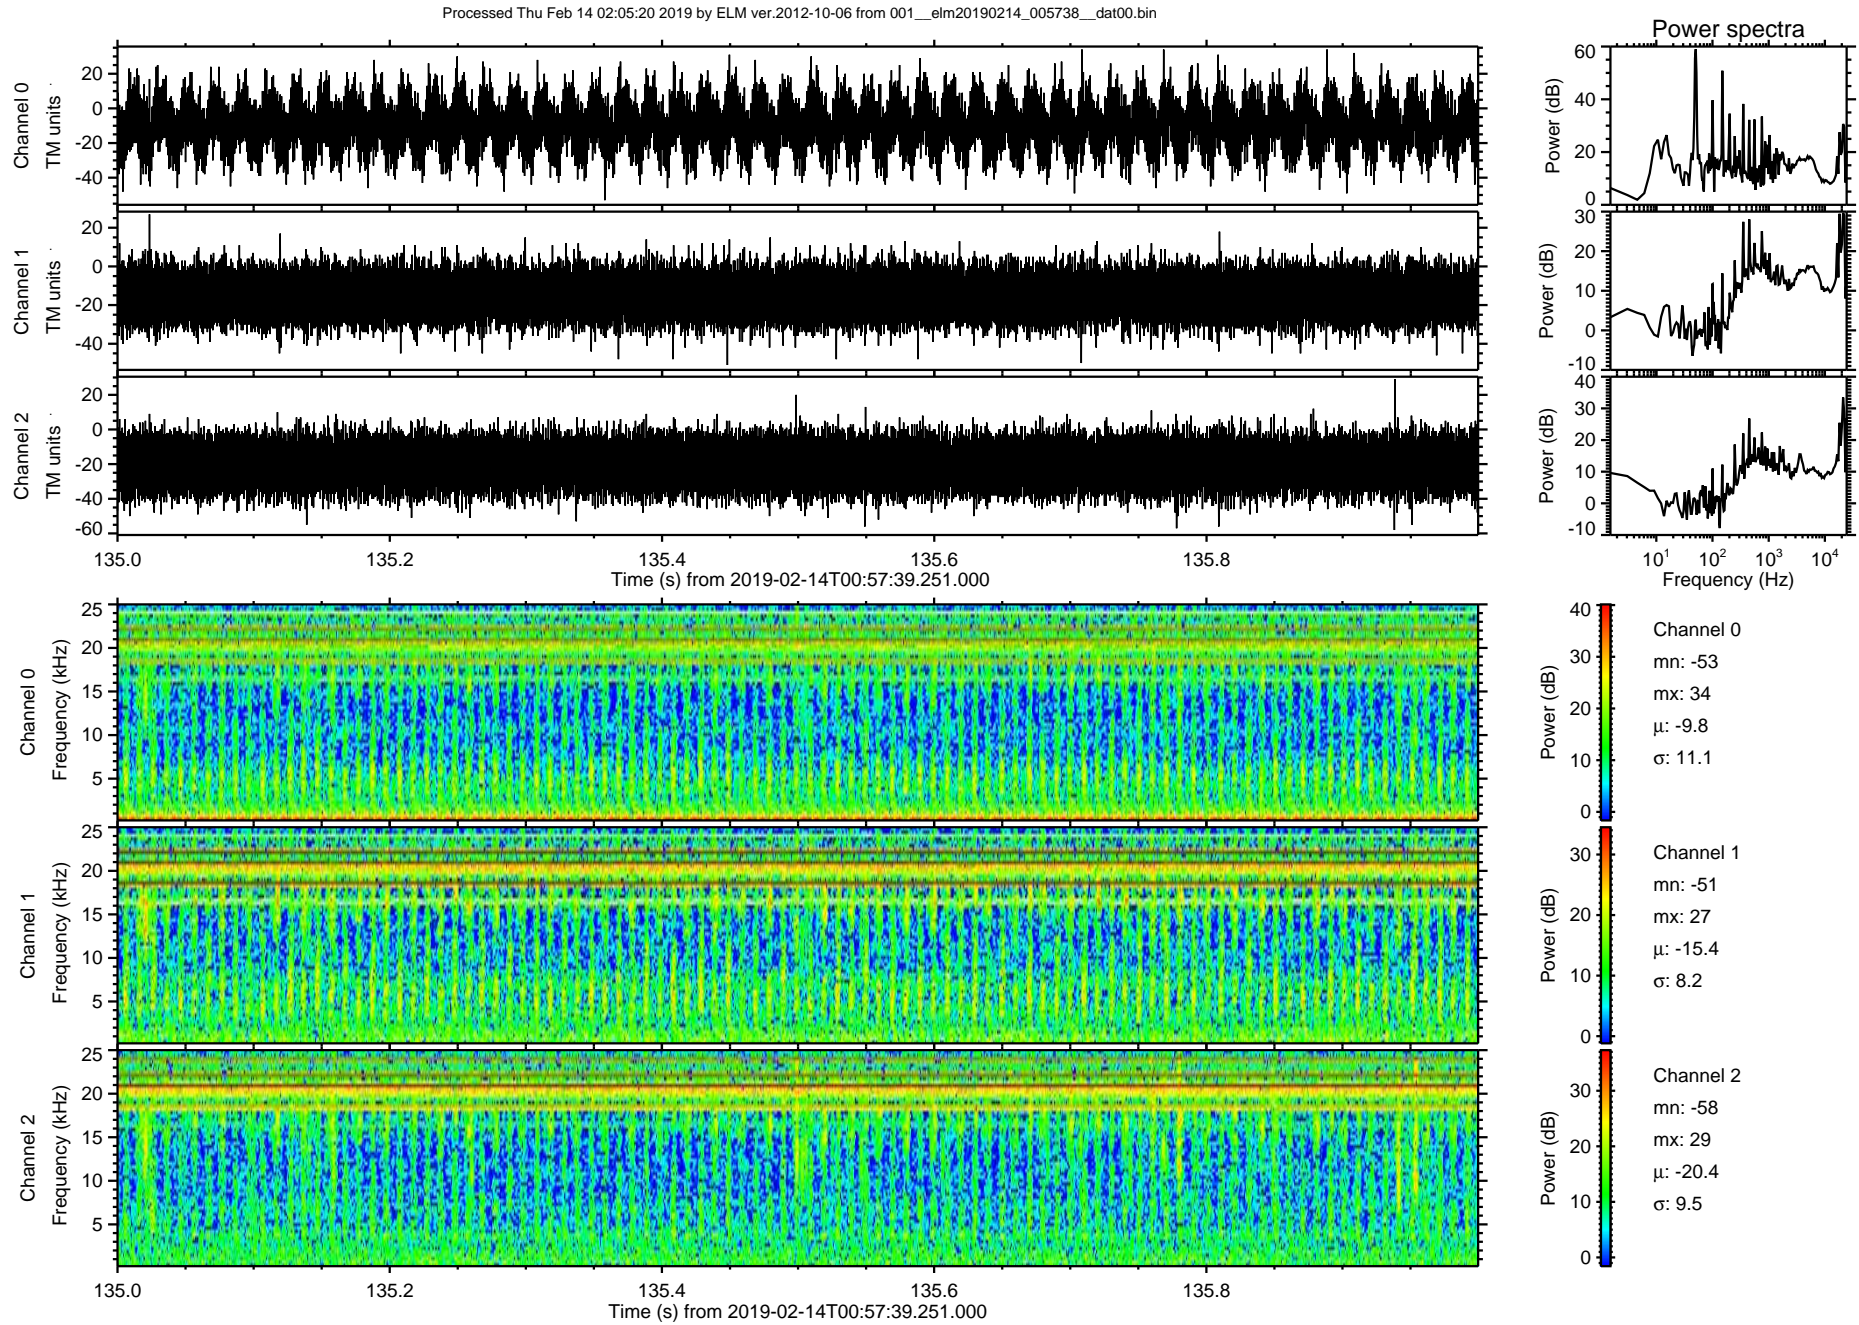 Processed Thu Feb 14 02:05:20 2019 by ELM ver.2012-10-06 from 001__elm20190214_005738__dat00.bin
Power spectra
Channel 0
TM units
20
0
-20
-40
Power (dB)
60
40
20
0
Channel 1
TM units
20
0
-20
-40
Power (dB)
30
20
10
0
-10
Channel 2
TM units
20
0
-20
-40
-60
Power (dB)
40
30
20
10
0
-10
135.0 135.2 135.4 135.6 135.8
Time (s) from 2019-02-14T00:57:39.251.000
10^1 10^2 10^3 10^4
Frequency (Hz)
Channel 0
Frequency (kHz)
25
20
15
10
5
Power (dB)
40
30
20
10
0
Channel 0
mn: -53
mx: 34
μ: -9.8
σ: 11.1
Channel 1
Frequency (kHz)
25
20
15
10
5
Power (dB)
30
20
10
0
Channel 1
mn: -51
mx: 27
μ: -15.4
σ: 8.2
Channel 2
Frequency (kHz)
25
20
15
10
5
Power (dB)
30
20
10
0
Channel 2
mn: -58
mx: 29
μ: -20.4
σ: 9.5
135.0 135.2 135.4 135.6 135.8
Time (s) from 2019-02-14T00:57:39.251.000